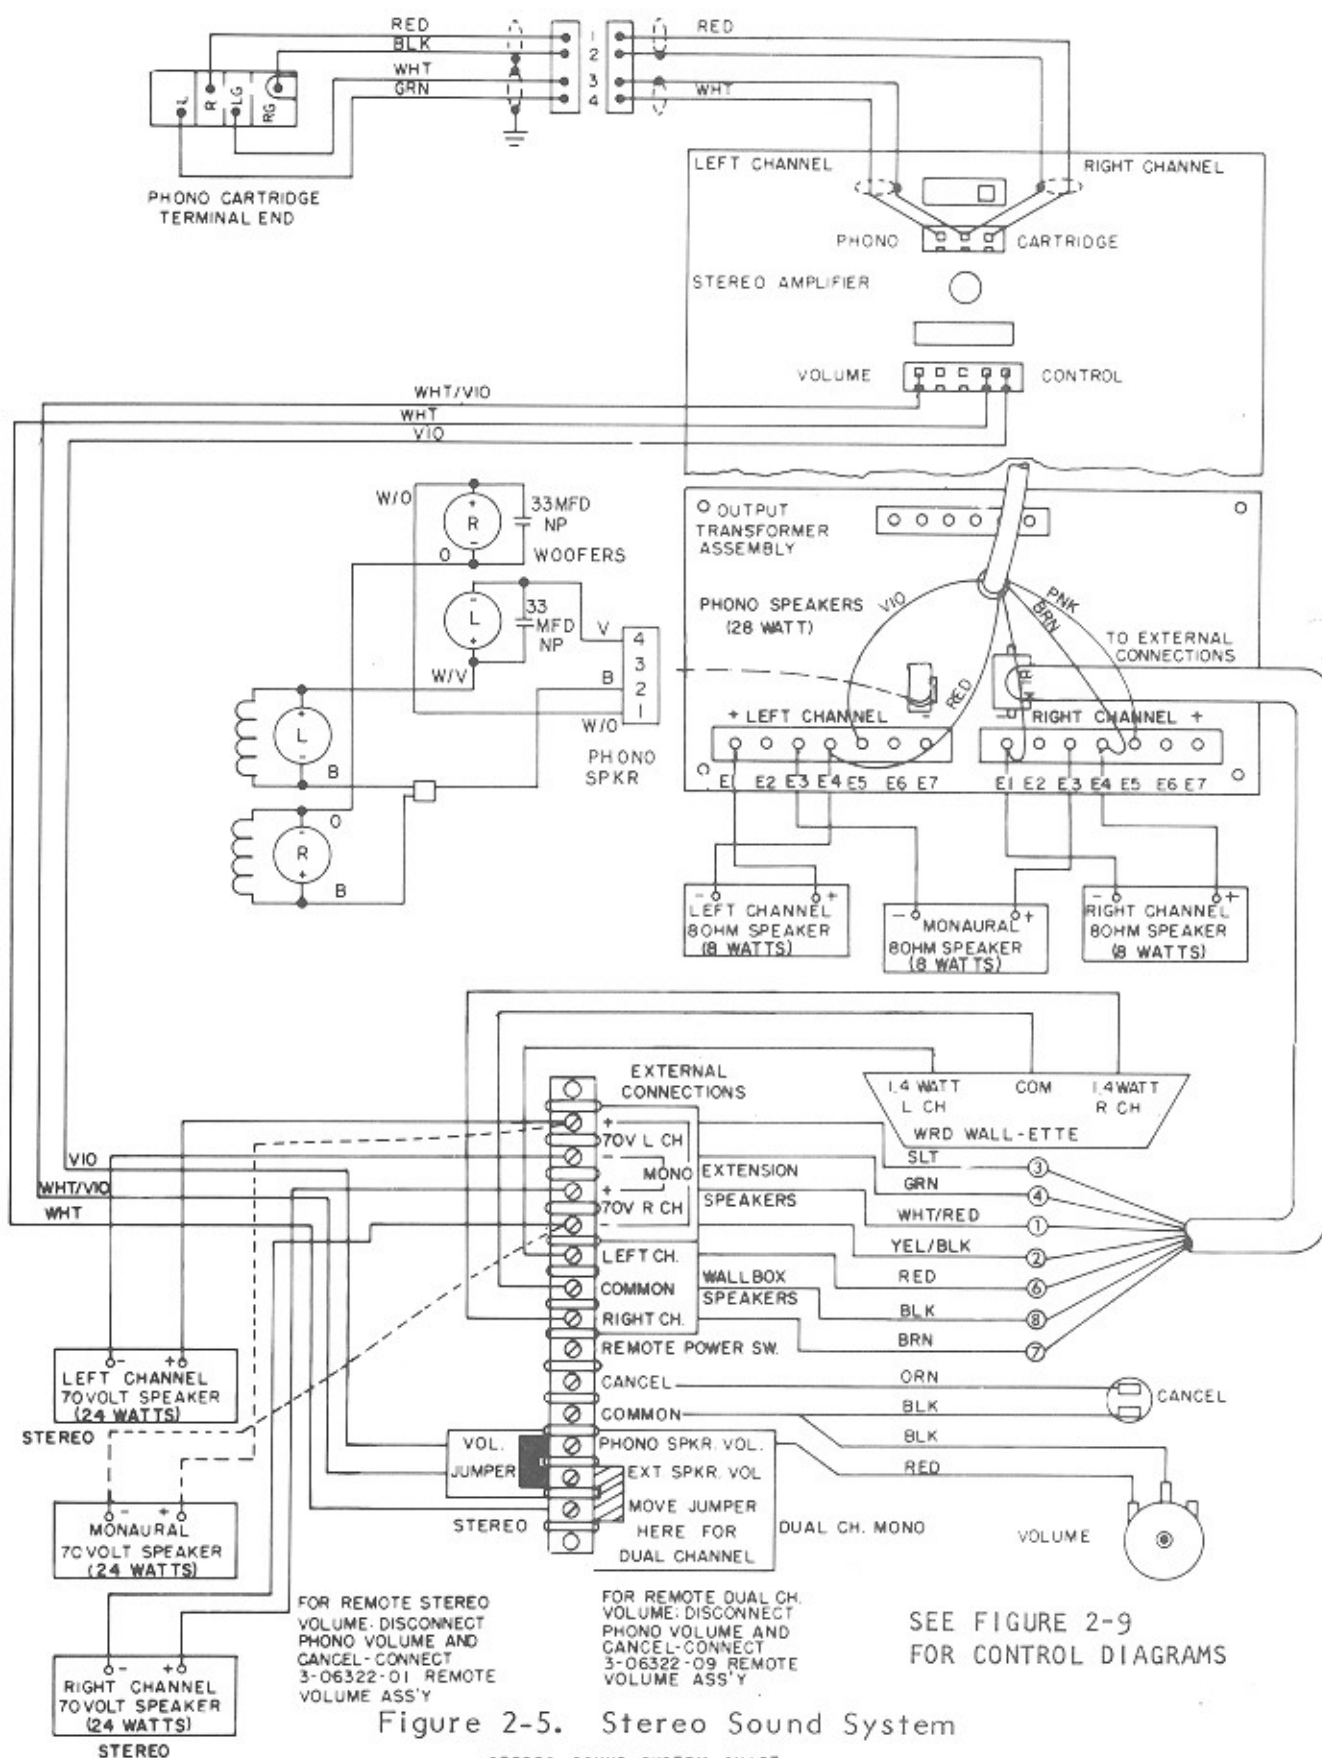 RED
BLK
WHT
GRN
1
2
3
4
RED
WHT
L
R
LG
RG
PHONO CARTRIDGE
TERMINAL END
LEFT CHANNEL
RIGHT CHANNEL
PHONO
CARTRIDGE
STEREO AMPLIFIER
VOLUME
CONTROL
WHT/VIO
WHT
VIO
W/O
+
R
-
33MFD
NP
O
WOOFERS
-
L
+
33
MFD
NP
V
W/V
B
W/O
4
3
2
1
PHONO
SPKR
+
L
-
B
O
-
R
+
B
OUTPUT
TRANSFORMER
ASSEMBLY
PHONO SPEAKERS
(28 WATT)
VIO
RED
PNK
BRN
TO EXTERNAL
CONNECTIONS
+ LEFT CHANNEL -
- RIGHT CHANNEL +
E1 E2 E3 E4 E5 E6 E7
E1 E2 E3 E4 E5 E6 E7
- +
LEFT CHANNEL
8OHM SPEAKER
(8 WATTS)
- +
MONAURAL
8OHM SPEAKER
(8 WATTS)
- +
RIGHT CHANNEL
8OHM SPEAKER
(8 WATTS)
EXTERNAL
CONNECTIONS
1.4 WATT
L CH
COM
1.4WATT
R CH
WRD WALL-ETTE
+
70V L CH
-
MONO
+
70V R CH
-
EXTENSION
SPEAKERS
LEFT CH.
COMMON
RIGHT CH.
WALLBOX
SPEAKERS
REMOTE POWER SW.
CANCEL
COMMON
PHONO SPKR. VOL.
EXT. SPKR. VOL
MOVE JUMPER
HERE FOR
DUAL CHANNEL
SLT 3
GRN 4
WHT/RED 1
YEL/BLK 2
RED 6
BLK 8
BRN 7
ORN
BLK
CANCEL
BLK
RED
VOLUME
DUAL CH. MONO
VIO
WHT/VIO
WHT
- +
LEFT CHANNEL
70VOLT SPEAKER
(24 WATTS)
STEREO
VOL.
JUMPER
STEREO
- +
MONAURAL
70VOLT SPEAKER
(24 WATTS)
- +
RIGHT CHANNEL
70VOLT SPEAKER
(24 WATTS)
STEREO
FOR REMOTE STEREO
VOLUME: DISCONNECT
PHONO VOLUME AND
CANCEL-CONNECT
3-06322-01 REMOTE
VOLUME ASS'Y
FOR REMOTE DUAL CH.
VOLUME: DISCONNECT
PHONO VOLUME AND
CANCEL-CONNECT
3-06322-09 REMOTE
VOLUME ASS'Y
SEE FIGURE 2-9
FOR CONTROL DIAGRAMS
Figure 2-5. Stereo Sound System